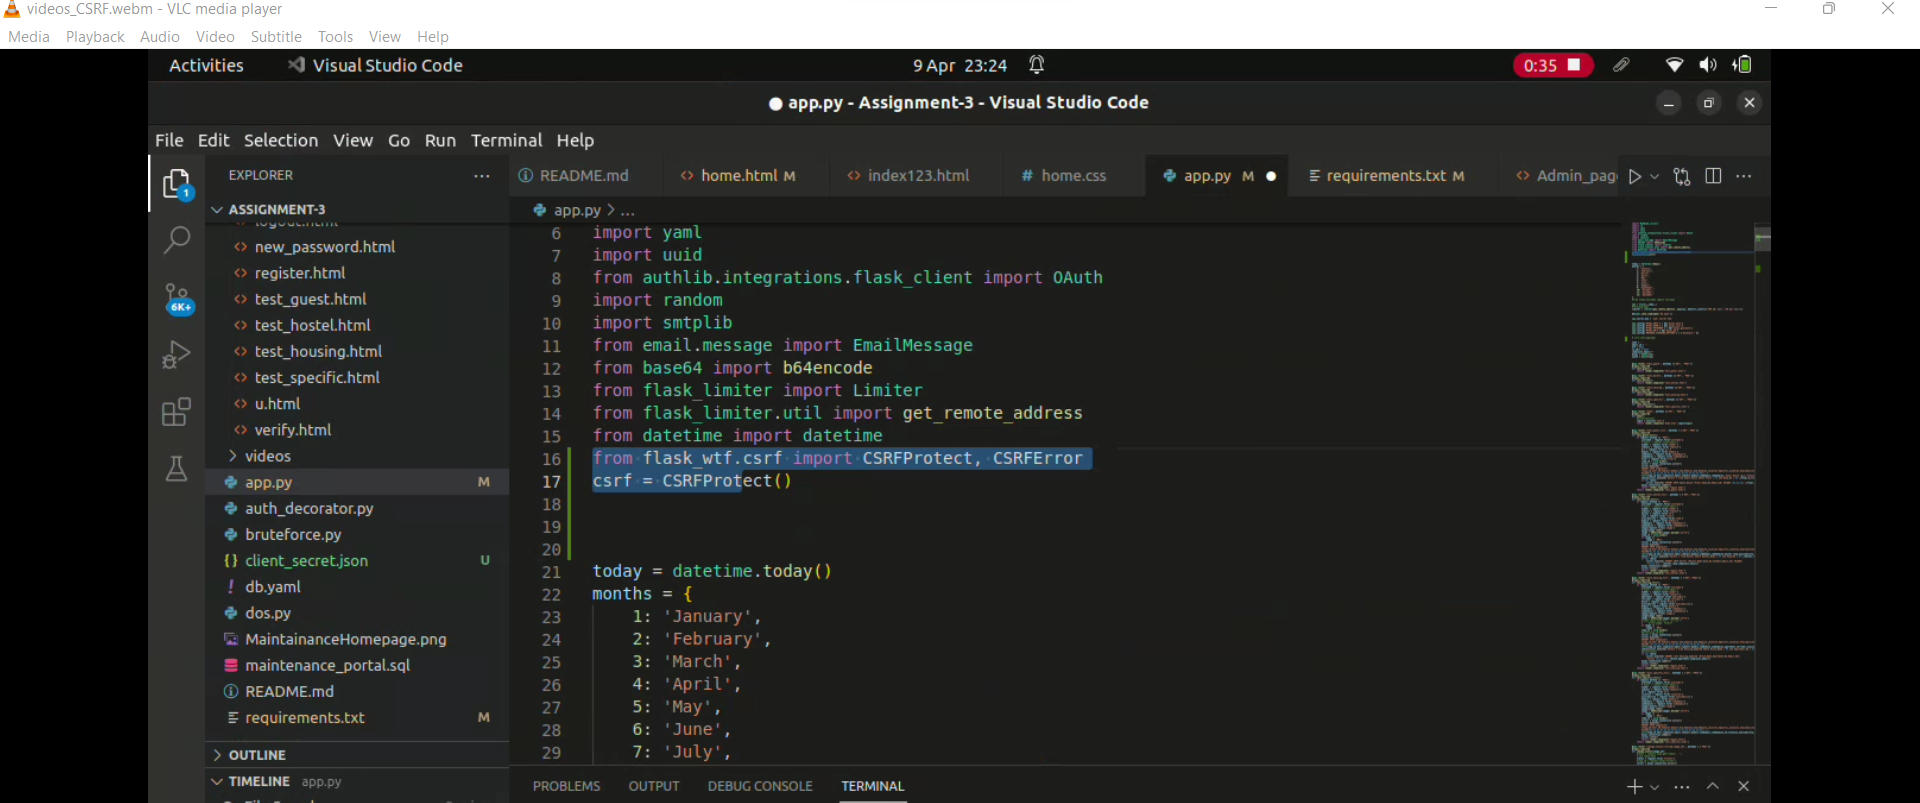 videos_CSRF.webm - VLC media player
Media Playback Audio Video Subtitle Tools View Help
Activities Visual Studio Code 9 Apr 23:24 0:35
● app.py - Assignment-3 - Visual Studio Code
File Edit Selection View Go Run Terminal Help
EXPLORER
README.md home.html M index123.html # home.css app.py M ● requirements.txt M Admin_pag
ASSIGNMENT-3
app.py > ...
1
6K+
logout.html
new_password.html
register.html
test_guest.html
test_hostel.html
test_housing.html
test_specific.html
u.html
verify.html
videos
app.py M
auth_decorator.py
bruteforce.py
{} client_secret.json U
! db.yaml
dos.py
MaintainanceHomepage.png
maintenance_portal.sql
README.md
requirements.txt M
OUTLINE
TIMELINE app.py
6 import yaml
7 import uuid
8 from authlib.integrations.flask_client import OAuth
9 import random
10 import smtplib
11 from email.message import EmailMessage
12 from base64 import b64encode
13 from flask_limiter import Limiter
14 from flask_limiter.util import get_remote_address
15 from datetime import datetime
16 from flask_wtf.csrf import CSRFProtect, CSRFError
17 csrf = CSRFProtect()
18
19
20
21 today = datetime.today()
22 months = {
23 1: 'January',
24 2: 'February',
25 3: 'March',
26 4: 'April',
27 5: 'May',
28 6: 'June',
29 7: 'July',
PROBLEMS OUTPUT DEBUG CONSOLE TERMINAL